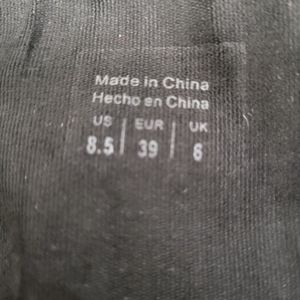 Made in China
Hecho en China
US | EUR | UK
8.5 | 39 | 6